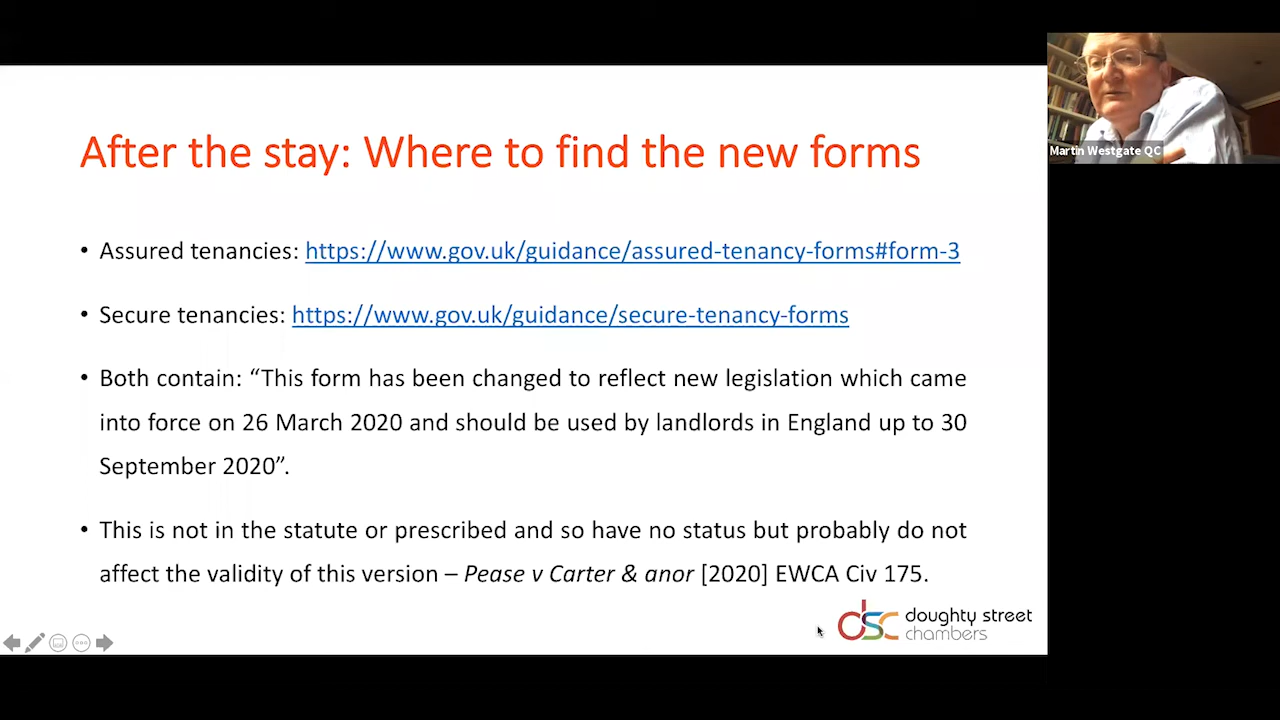 After the stay: Where to find the new forms
• Assured tenancies: https://www.gov.uk/guidance/assured-tenancy-forms#form-3
• Secure tenancies: https://www.gov.uk/guidance/secure-tenancy-forms
• Both contain: “This form has been changed to reflect new legislation which came
into force on 26 March 2020 and should be used by landlords in England up to 30
September 2020”.
• This is not in the statute or prescribed and so have no status but probably do not
affect the validity of this version – Pease v Carter & anor [2020] EWCA Civ 175.
dsc doughty street
chambers
Martin Westgate QC